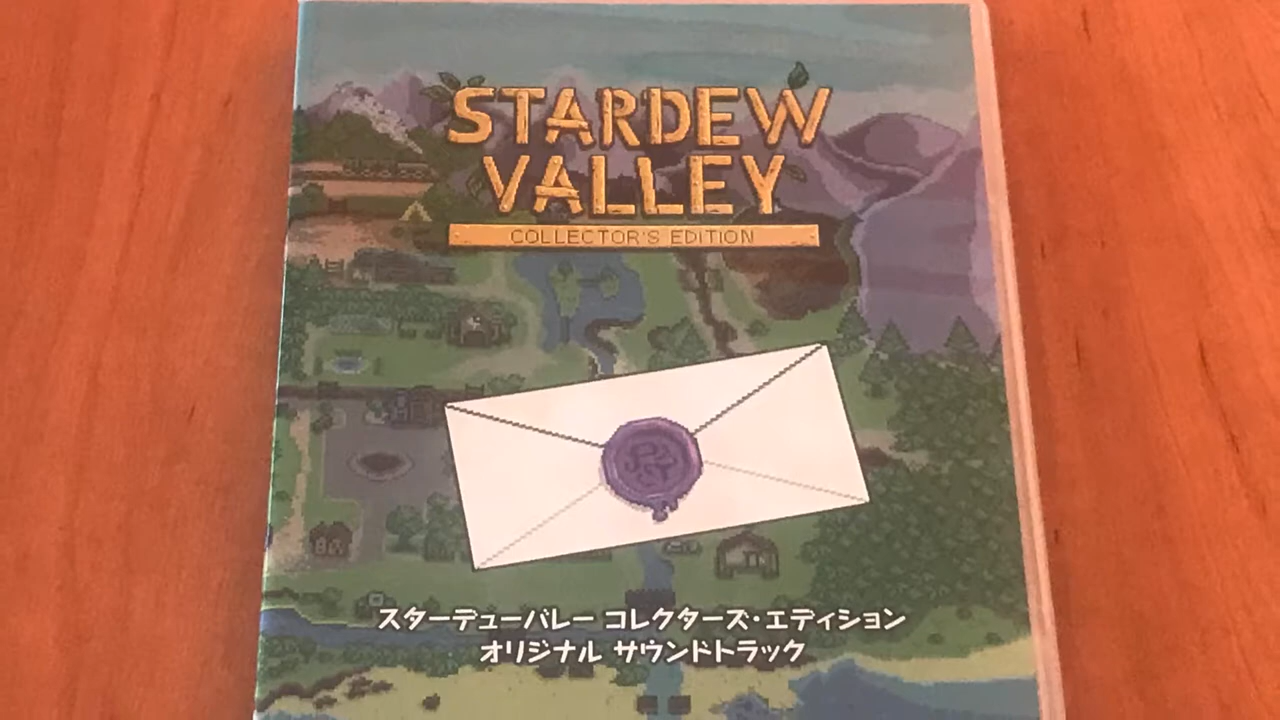 STARDEW
VALLEY
COLLECTOR'S EDITION
スターデューバレー コレクターズ・エディション
オリジナル サウンドトラック